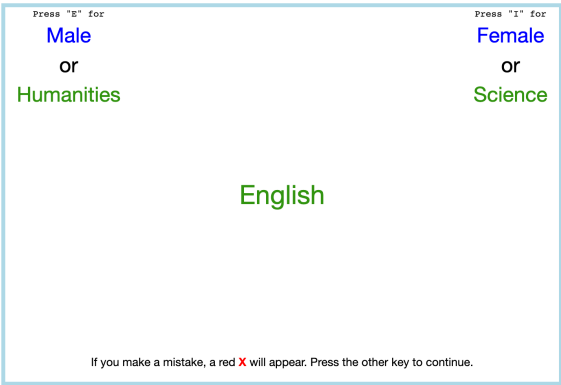 Press "E" for
Male
or
Humanities
Press "I" for
Female
or
Science
English
If you make a mistake, a red X will appear. Press the other key to continue.